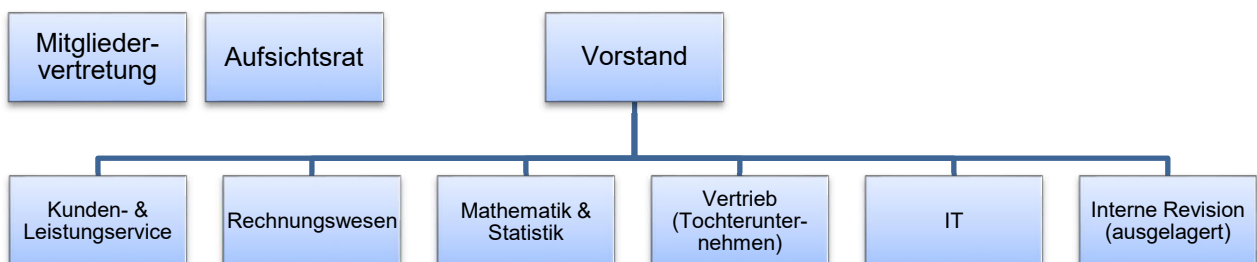 Mitglieder-
vertretung
Aufsichtsrat
Vorstand
Kunden- &
Leistungservice
Rechnungswesen
Mathematik &
Statistik
Vertrieb
(Tochterunter-
nehmen)
IT
Interne Revision
(ausgelagert)